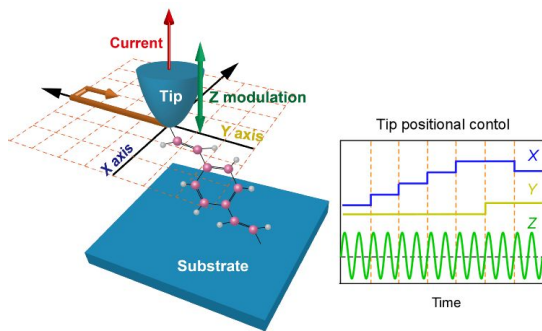 Current
Tip
Z modulation
Y axis
X axis
Substrate
Tip positional contol
X
Y
Z
Time